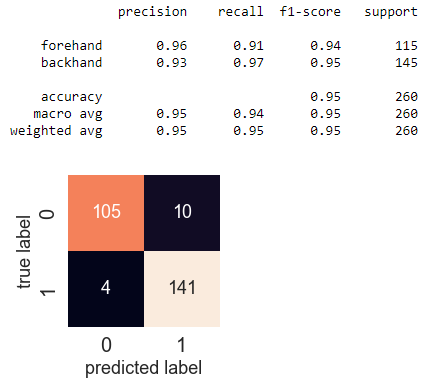 precision recall f1-score support
forehand 0.96 0.91 0.94 115
backhand 0.93 0.97 0.95 145
accuracy 0.95 260
macro avg 0.95 0.94 0.95 260
weighted avg 0.95 0.95 0.95 260
true label
0
105 10
1
4 141
0 1
predicted label